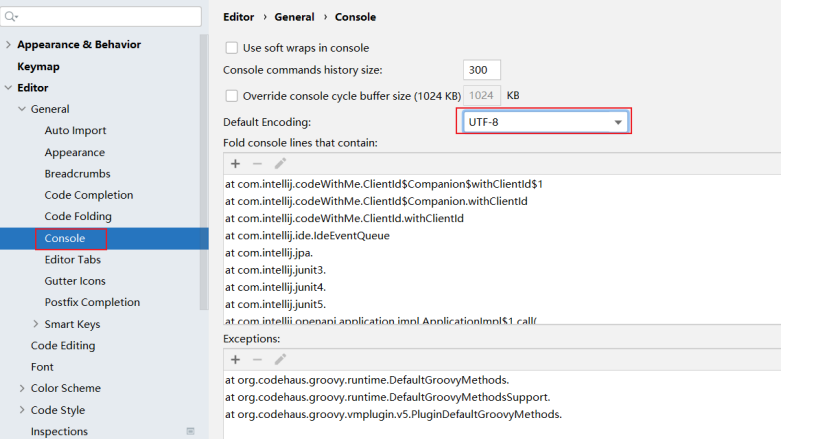 Appearance & Behavior
Keymap
Editor
General
Auto Import
Appearance
Breadcrumbs
Code Completion
Code Folding
Console
Editor Tabs
Gutter Icons
Postfix Completion
Smart Keys
Code Editing
Font
Color Scheme
Code Style
Inspections
Editor › General › Console
Use soft wraps in console
Console commands history size: 300
Override console cycle buffer size (1024 KB) 1024 KB
Default Encoding: UTF-8
Fold console lines that contain:
at com.intellij.codeWithMe.ClientId$Companion$withClientId$1
at com.intellij.codeWithMe.ClientId$Companion.withClientId
at com.intellij.codeWithMe.ClientId.withClientId
at com.intellij.ide.IdeEventQueue
at com.intellij.jpa.
at com.intellij.junit3.
at com.intellij.junit4.
at com.intellij.junit5.
at com.intellij.openapi.application.impl.ApplicationImpl$1.call(
Exceptions:
at org.codehaus.groovy.runtime.DefaultGroovyMethods.
at org.codehaus.groovy.runtime.DefaultGroovyMethodsSupport.
at org.codehaus.groovy.vmplugin.v5.PluginDefaultGroovyMethods.